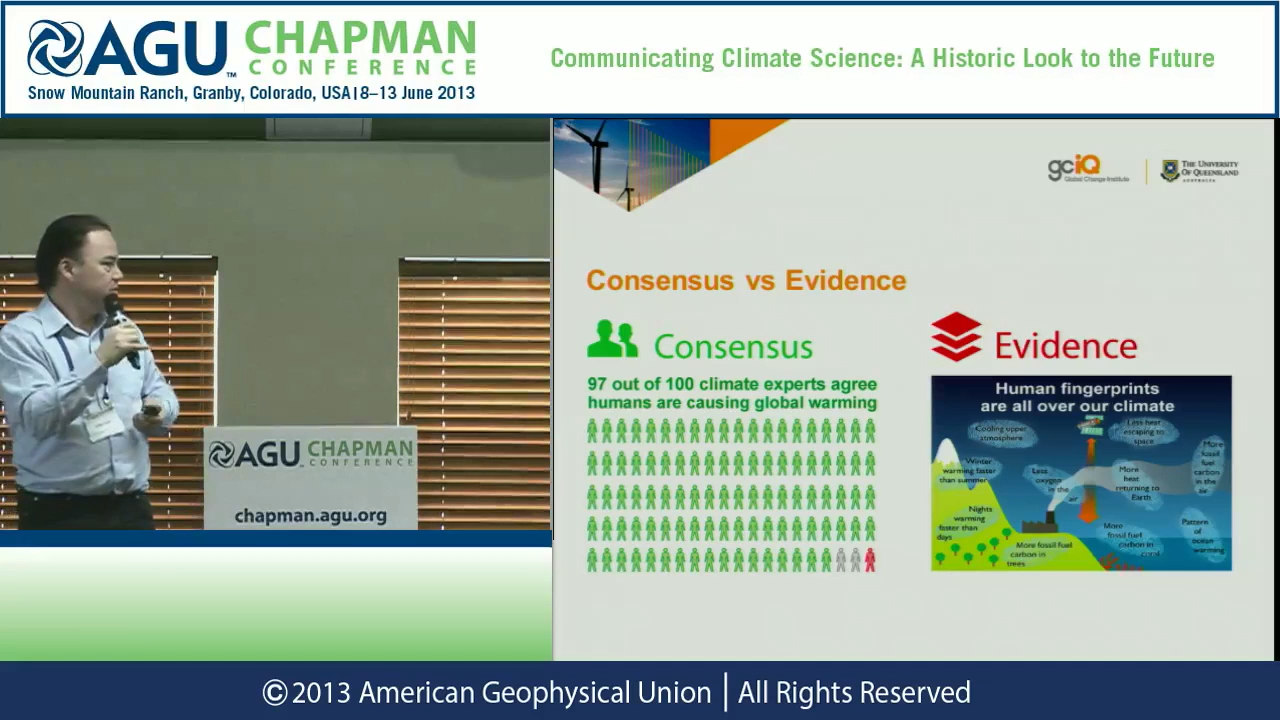 AGU™ CHAPMAN
CONFERENCE
Snow Mountain Ranch, Granby, Colorado, USA|8–13 June 2013
Communicating Climate Science: A Historic Look to the Future
gciQ
Global Change Institute
THE UNIVERSITY
OF QUEENSLAND
AUSTRALIA
Consensus vs Evidence
Consensus
97 out of 100 climate experts agree
humans are causing global warming
Evidence
Human fingerprints
are all over our climate
Cooling upper
atmosphere
Less heat
escaping to
space
Winter
warming faster
than summer
Less
oxygen
in the
air
More
heat
returning to
Earth
More
fossil
fuel
carbon in
the air
Nights
warming
faster than
days
More fossil fuel
carbon in
trees
More
fossil fuel
carbon in
coral
Pattern
of
ocean
warming
AGU CHAPMAN
CONFERENCE
chapman.agu.org
©2013 American Geophysical Union | All Rights Reserved